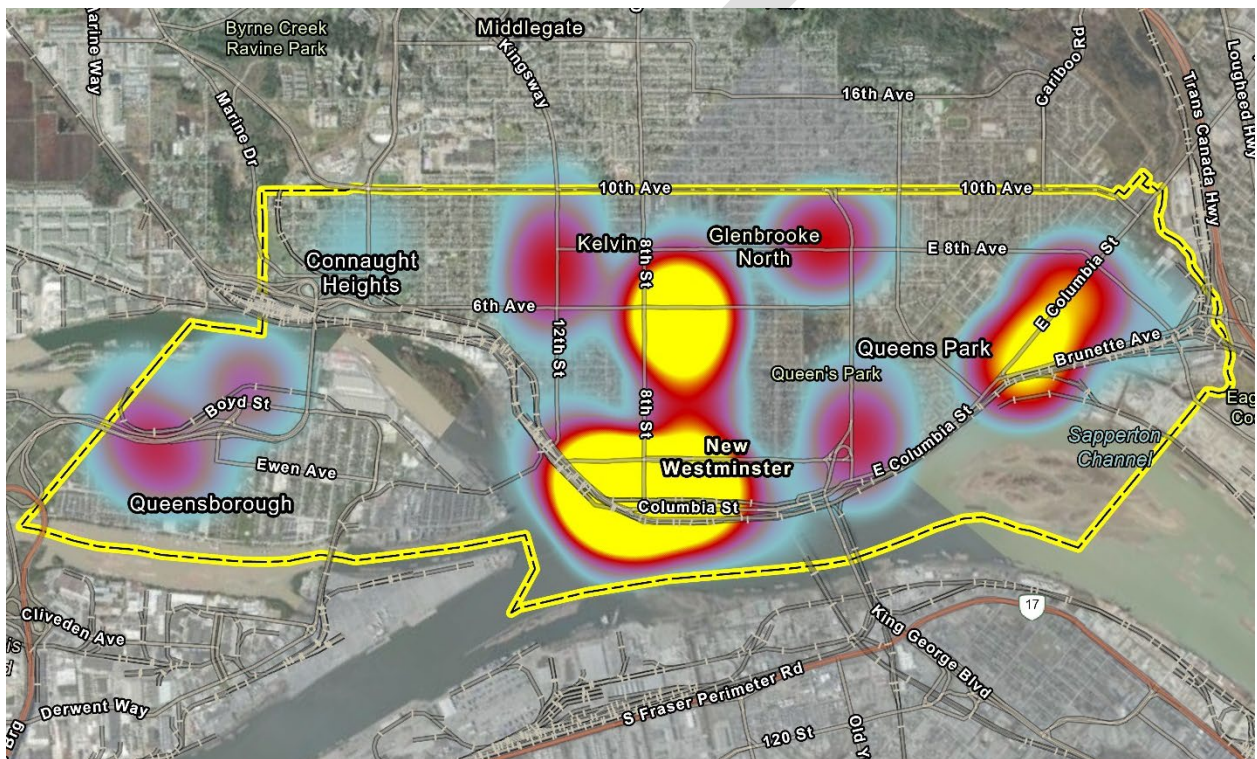 Marine Way
Byrne Creek
Ravine Park
Middlegate
Kingsway
Cariboo Rd
Lougheed Hwy
Trans Canada Hwy
16th Ave
Marine Dr
10th Ave
10th Ave
Kelvin
8th St
Glenbrooke
North
E 8th Ave
Connaught
Heights
6th Ave
E Columbia St
12th St
Queens Park
Brunette Ave
Queen's Park
Boyd St
8th St
New
Westminster
E Columbia St
Sapperton
Channel
Ewen Ave
Queensborough
Columbia St
17
Cliveden Ave
King George Blvd
S Fraser Perimeter Rd
Derwent Way
120 St
Old Y
Brg